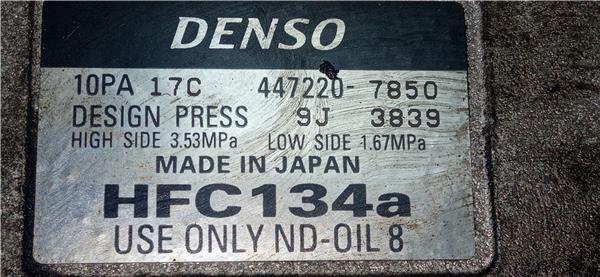 DENSO
10PA 17C 447220-7850
DESIGN PRESS 9J 3839
HIGH SIDE 3.53MPa LOW SIDE 1.67MPa
MADE IN JAPAN
HFC134a
USE ONLY ND-OIL 8